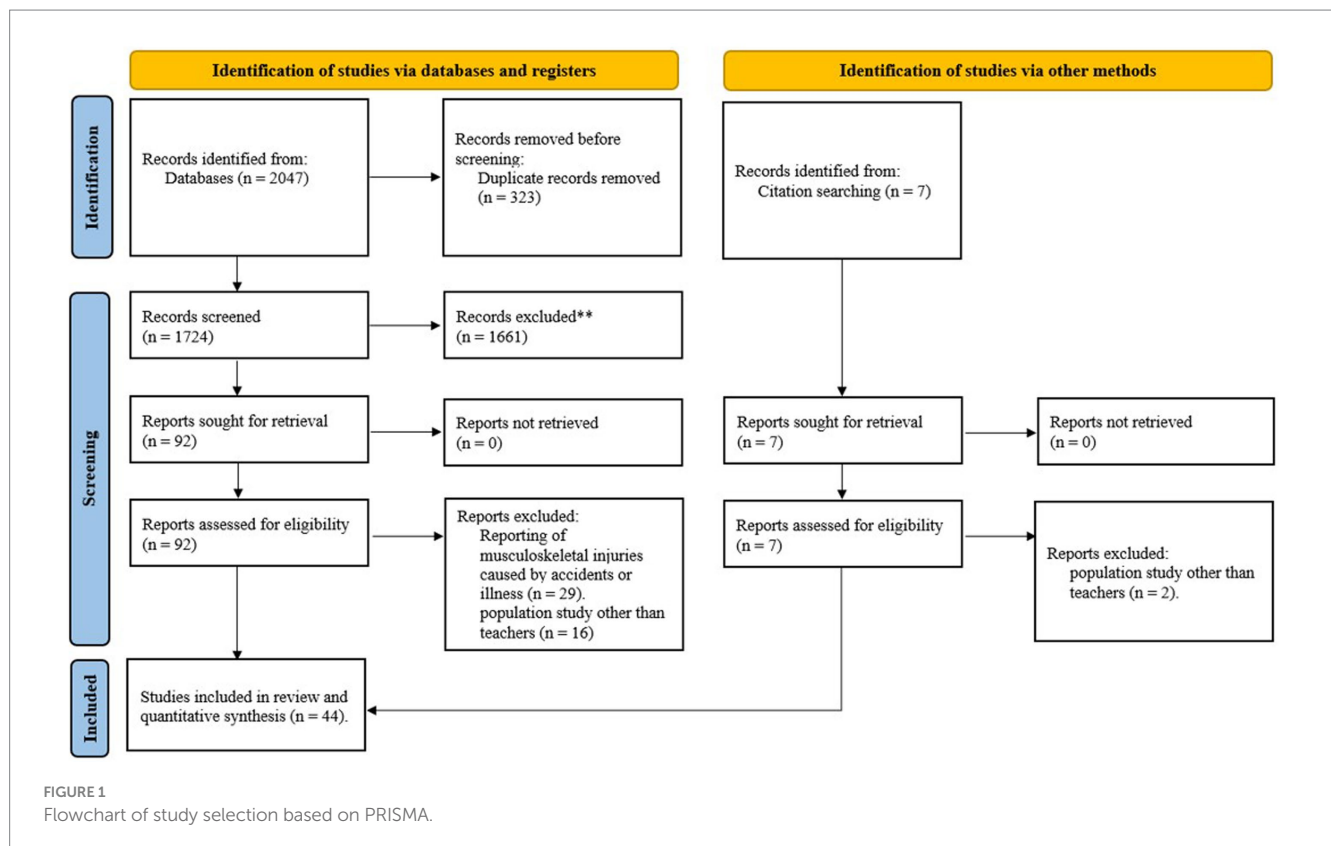 Identification of studies via databases and registers
Identification of studies via other methods
Identification
Records identified from:
Databases (n = 2047)
Records removed before
screening:
Duplicate records removed
(n = 323)
Records identified from:
Citation searching (n = 7)
Screening
Records screened
(n = 1724)
Records excluded**
(n = 1661)
Reports sought for retrieval
(n = 92)
Reports not retrieved
(n = 0)
Reports sought for retrieval
(n = 7)
Reports not retrieved
(n = 0)
Reports assessed for eligibility
(n = 92)
Reports excluded:
Reporting of
musculoskeletal injuries
caused by accidents or
illness (n = 29).
population study other than
teachers (n = 16)
Reports assessed for eligibility
(n = 7)
Reports excluded:
population study other than
teachers (n = 2).
Included
Studies included in review and
quantitative synthesis (n = 44).
FIGURE 1
Flowchart of study selection based on PRISMA.